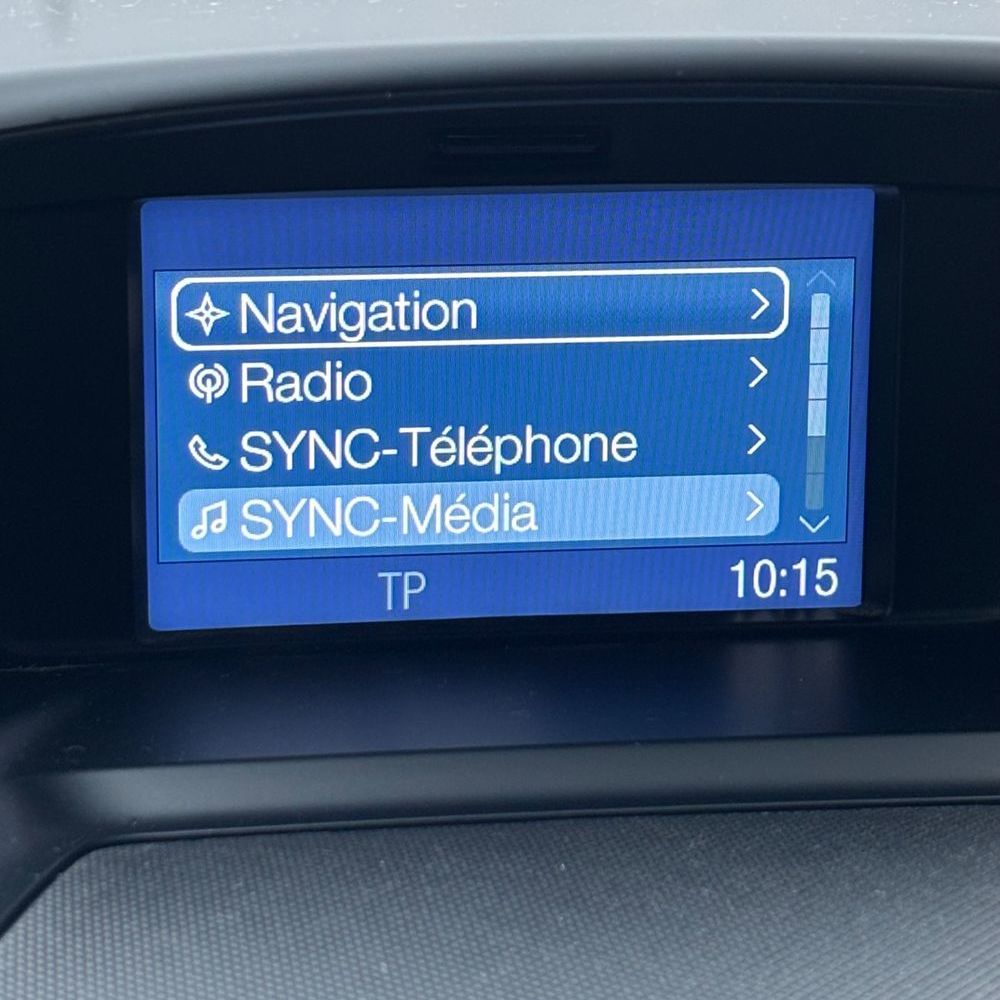 Navigation
Radio
SYNC-Téléphone
SYNC-Média
TP 10:15